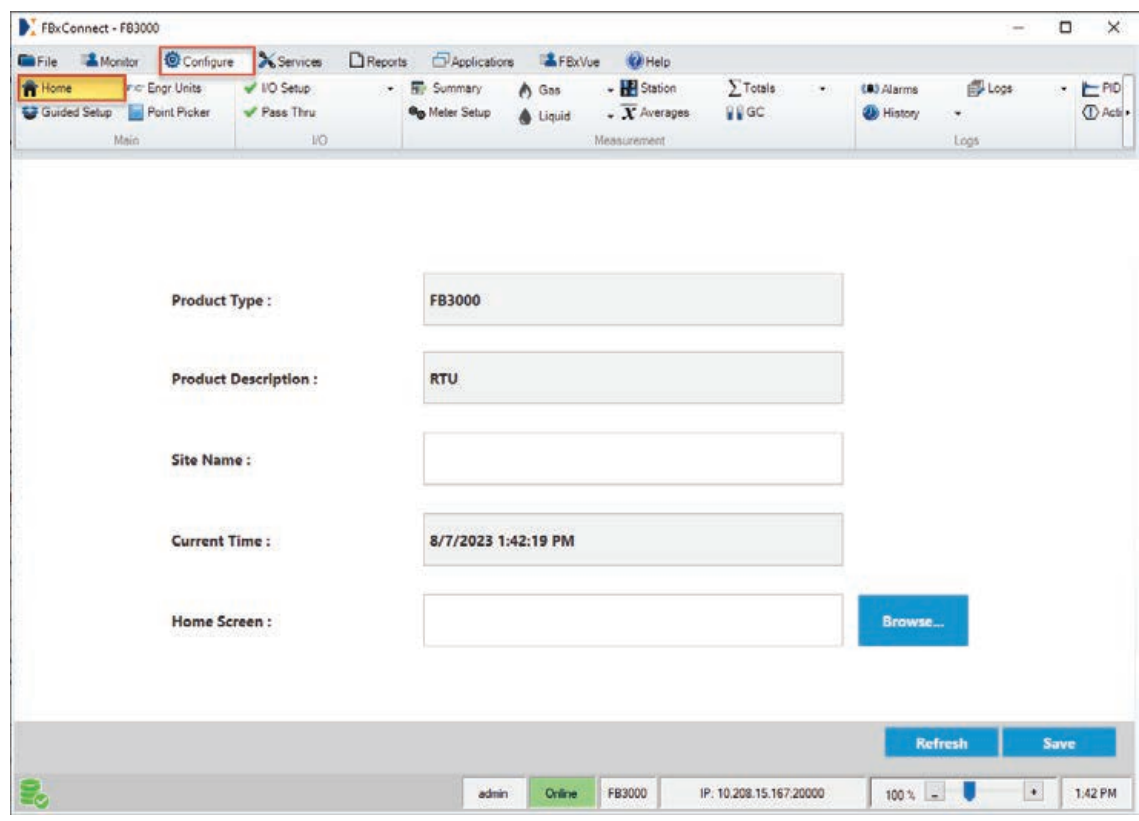 FBxConnect - FB3000
File Monitor Configure Services Reports Applications FBxVue Help
Home Engr Units I/O Setup Summary Gas Station Totals Alarms Logs PID
Guided Setup Point Picker Pass Thru Meter Setup Liquid X Averages GC History
Main I/O Measurement Logs
Product Type : FB3000
Product Description : RTU
Site Name :
Current Time : 8/7/2023 1:42:19 PM
Home Screen : Browse...
Refresh Save
admin Online FB3000 IP: 10.208.15.167:20000 100 % - + 1:42 PM